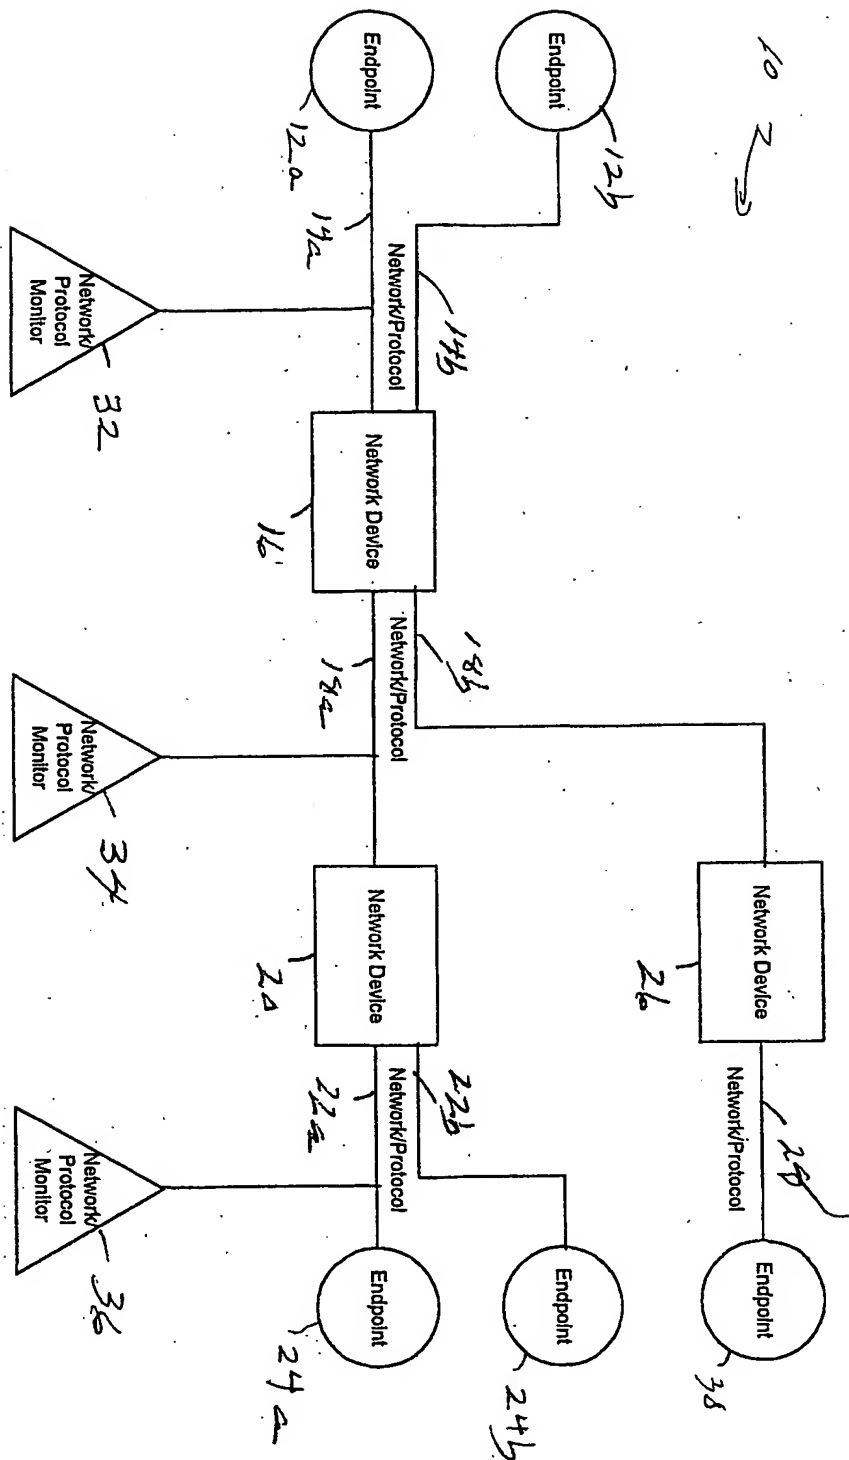 10
Endpoint
12b
Endpoint
12a
14a
Network/Protocol
14b
Network/
Protocol
Monitor
32
Network Device
16
Network/Protocol
18b
18a
Network/
Protocol
Monitor
34
Network Device
26
Network Device
20
Network/Protocol
28
Network/Protocol
22b
22a
Network/
Protocol
Monitor
36
Endpoint
38
Endpoint
24b
Endpoint
24a